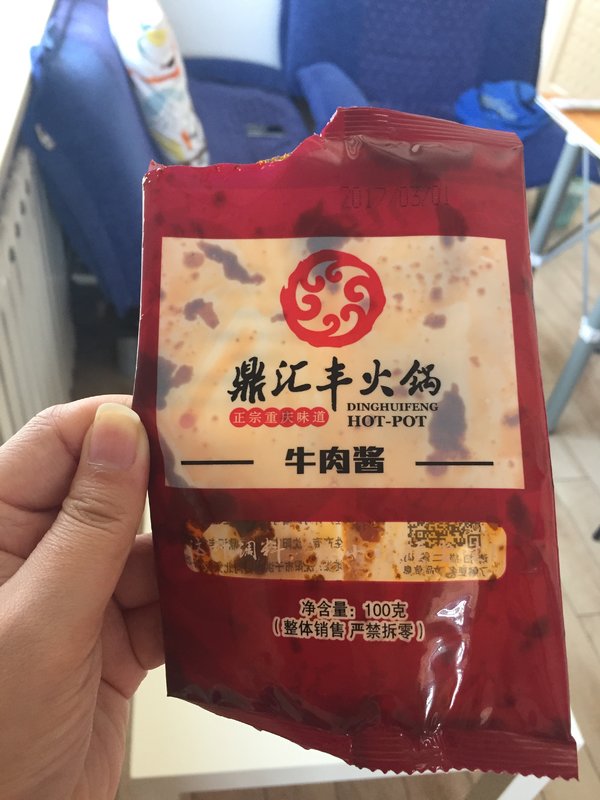 2017/03/01
鼎汇丰火锅
正宗重庆味道
DINGHUIFENG
HOT-POT
牛肉酱
净含量：100克
（整体销售 严禁拆零）